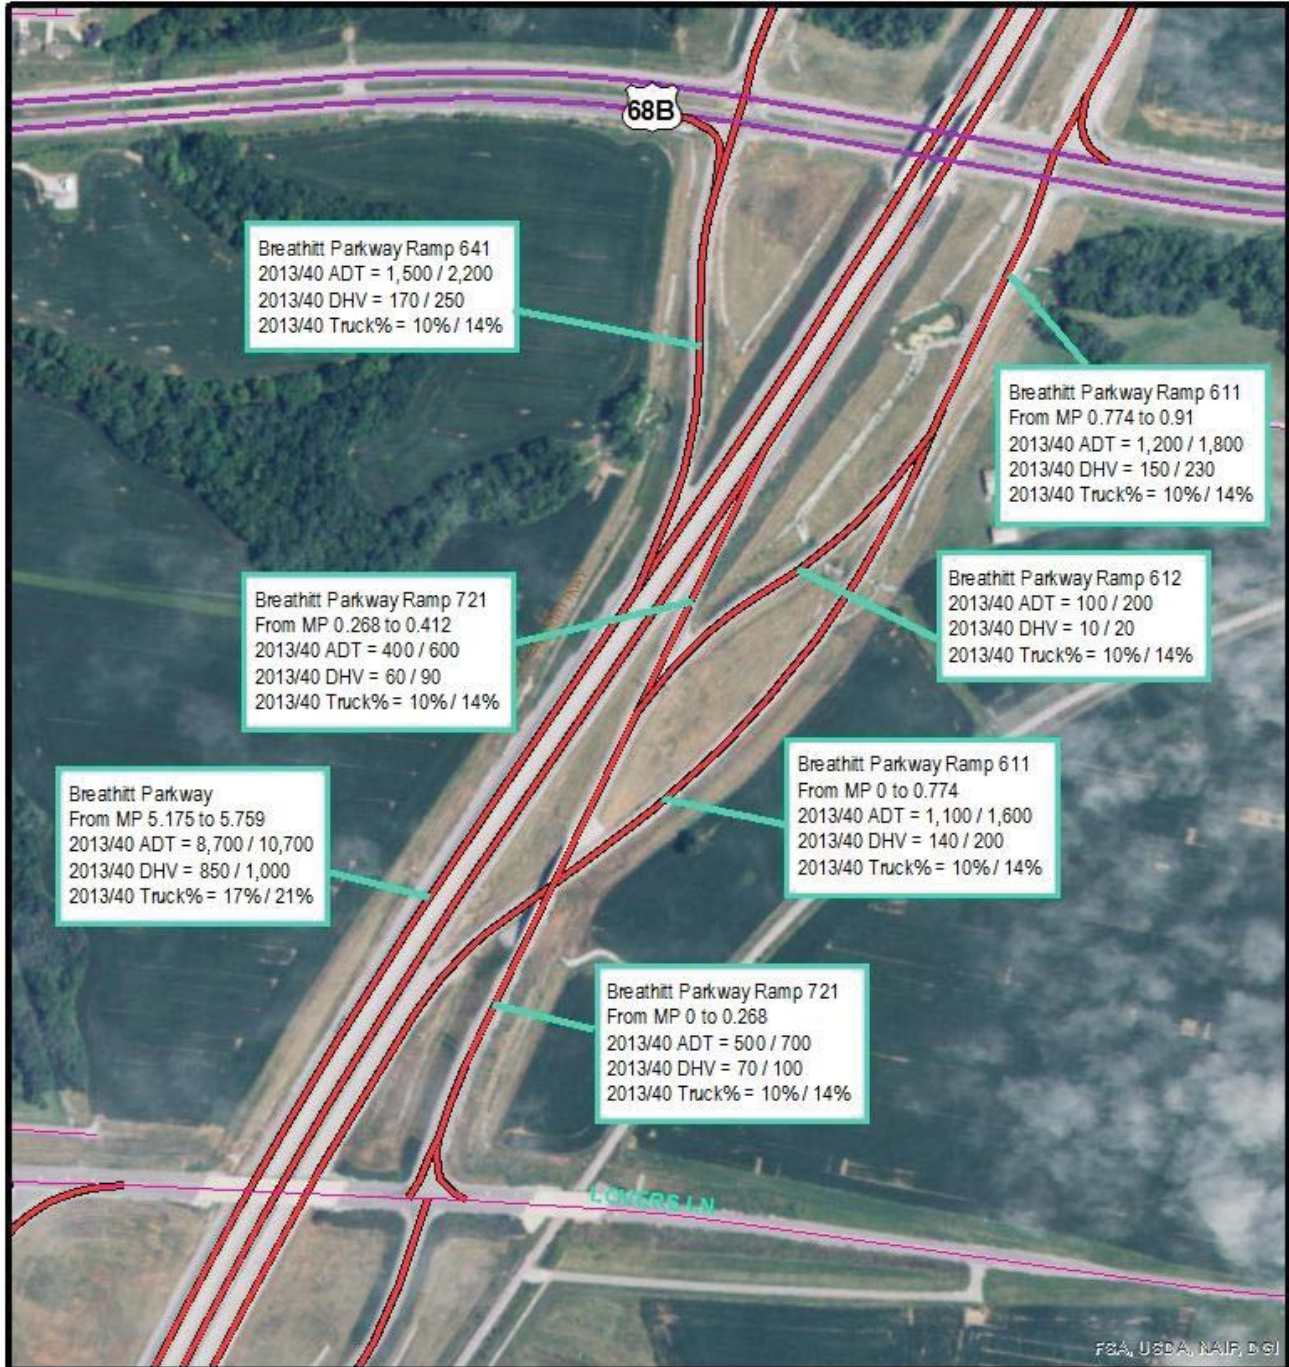 68B
Breathitt Parkway Ramp 641
2013/40 ADT = 1,500 / 2,200
2013/40 DHV = 170 / 250
2013/40 Truck% = 10% / 14%
Breathitt Parkway Ramp 611
From MP 0.774 to 0.91
2013/40 ADT = 1,200 / 1,800
2013/40 DHV = 150 / 230
2013/40 Truck% = 10% / 14%
Breathitt Parkway Ramp 612
2013/40 ADT = 100 / 200
2013/40 DHV = 10 / 20
2013/40 Truck% = 10% / 14%
Breathitt Parkway Ramp 721
From MP 0.268 to 0.412
2013/40 ADT = 400 / 600
2013/40 DHV = 60 / 90
2013/40 Truck% = 10% / 14%
Breathitt Parkway Ramp 611
From MP 0 to 0.774
2013/40 ADT = 1,100 / 1,600
2013/40 DHV = 140 / 200
2013/40 Truck% = 10% / 14%
Breathitt Parkway
From MP 5.175 to 5.759
2013/40 ADT = 8,700 / 10,700
2013/40 DHV = 850 / 1,000
2013/40 Truck% = 17% / 21%
Breathitt Parkway Ramp 721
From MP 0 to 0.268
2013/40 ADT = 500 / 700
2013/40 DHV = 70 / 100
2013/40 Truck% = 10% / 14%
LOVERS LN
FSA, USDA, NAIP, DGI